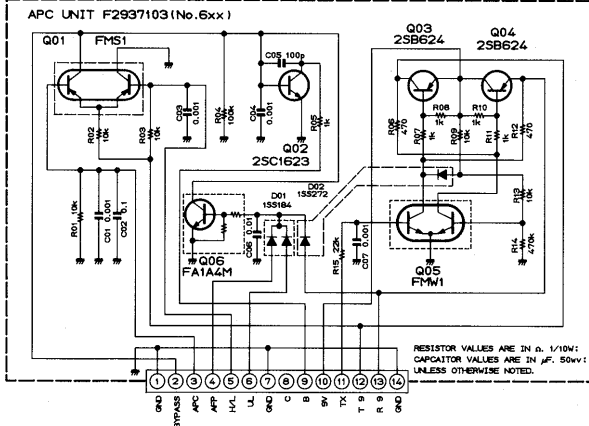 APC UNIT F2937103(No.6xx)
Q01 FMS1
Q03
2SB624
Q04
2SB624
C05 100p
R02 10k
R03 10k
C03 0.001
R04 100k
C04 0.001
R05 1k
Q02
2SC1623
R06 470
R07 1k
R08
1k
R09 10k
R10
1k
R11 1k
R12 470
D01
1SS184
D02
1SS272
R13 10k
R01 10k
C01 0.001
C02 0.1
Q06
FA1A4M
C06 0.01
R15 22k
C07 0.001
Q05
FMW1
R14 470k
RESISTOR VALUES ARE IN Ω. 1/10W:
CAPCAITOR VALUES ARE IN μF. 50wv:
UNLESS OTHERWISE NOTED.
1 2 3 4 5 6 7 8 9 10 11 12 13 14
GND BYPASS APC AFP H/L UL GND C B 9V TX T 9 R 9 GND